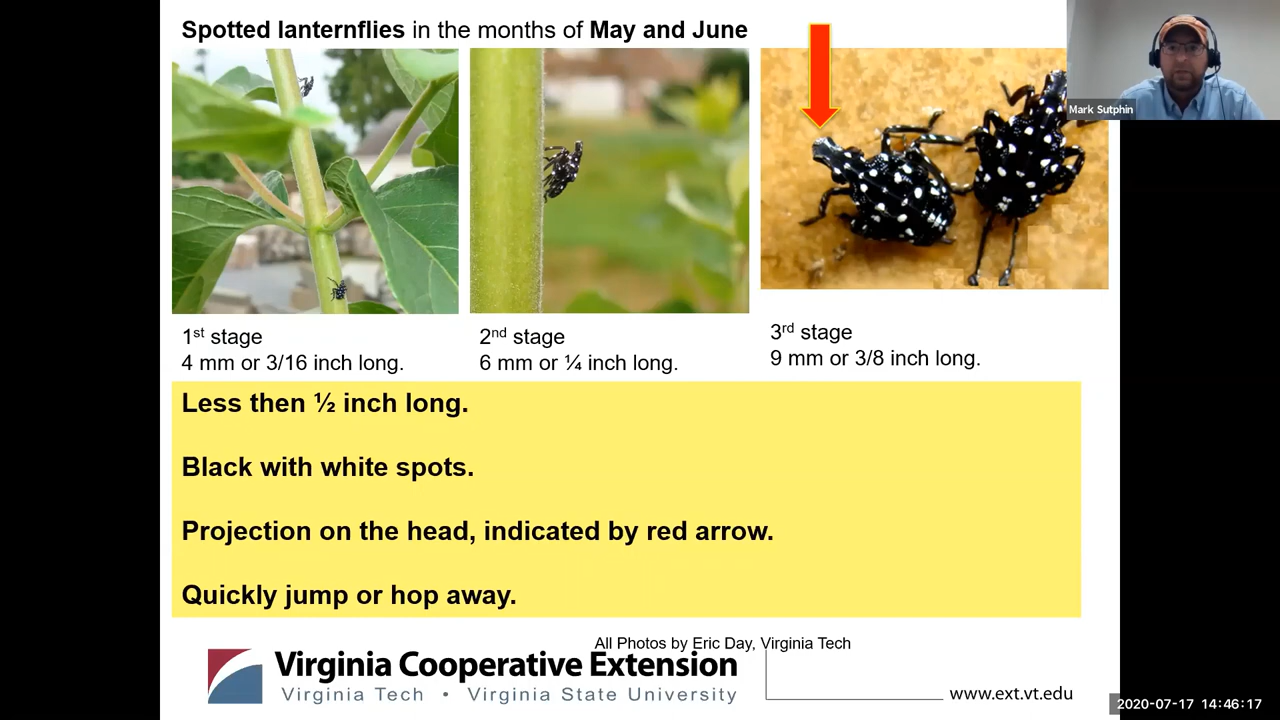 Spotted lanternflies in the months of May and June
Mark Sutphin
1st stage
4 mm or 3/16 inch long.
2nd stage
6 mm or ¼ inch long.
3rd stage
9 mm or 3/8 inch long.
Less then ½ inch long.
Black with white spots.
Projection on the head, indicated by red arrow.
Quickly jump or hop away.
All Photos by Eric Day, Virginia Tech
Virginia Cooperative Extension
Virginia Tech • Virginia State University
www.ext.vt.edu
2020-07-17 14:46:17